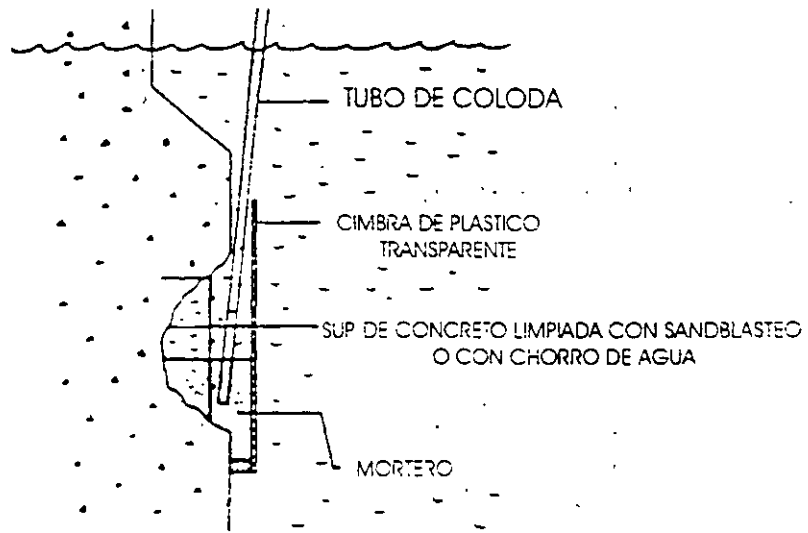 TUBO DE COLODA
CIMBRA DE PLASTICO
TRANSPARENTE
SUP DE CONCRETO LIMPIADA CON SANDBLASTEO
O CON CHORRO DE AGUA
MORTERO